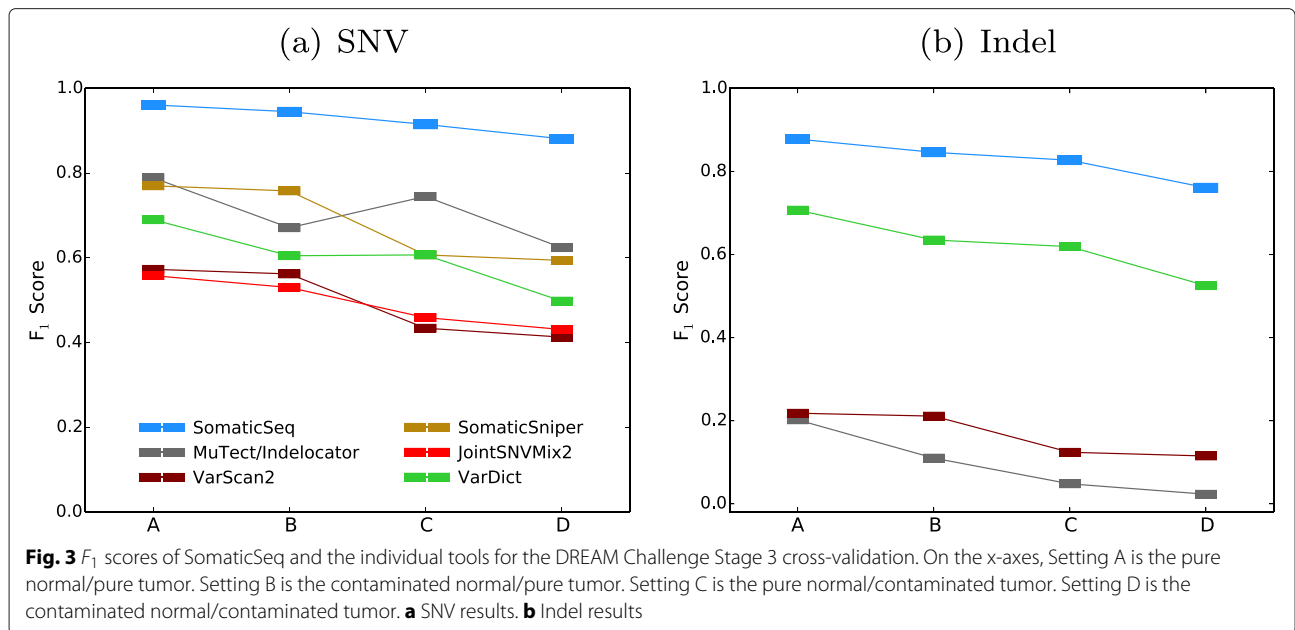 (a) SNV
(b) Indel
1.0
0.8
0.6
0.4
0.2
0.0
F1 Score
A B C D
SomaticSeq
MuTect/Indelocator
VarScan2
SomaticSniper
JointSNVMix2
VarDict
1.0
0.8
0.6
0.4
0.2
0.0
F1 Score
A B C D
Fig. 3 F1 scores of SomaticSeq and the individual tools for the DREAM Challenge Stage 3 cross-validation. On the x-axes, Setting A is the pure
normal/pure tumor. Setting B is the contaminated normal/pure tumor. Setting C is the pure normal/contaminated tumor. Setting D is the
contaminated normal/contaminated tumor. a SNV results. b Indel results